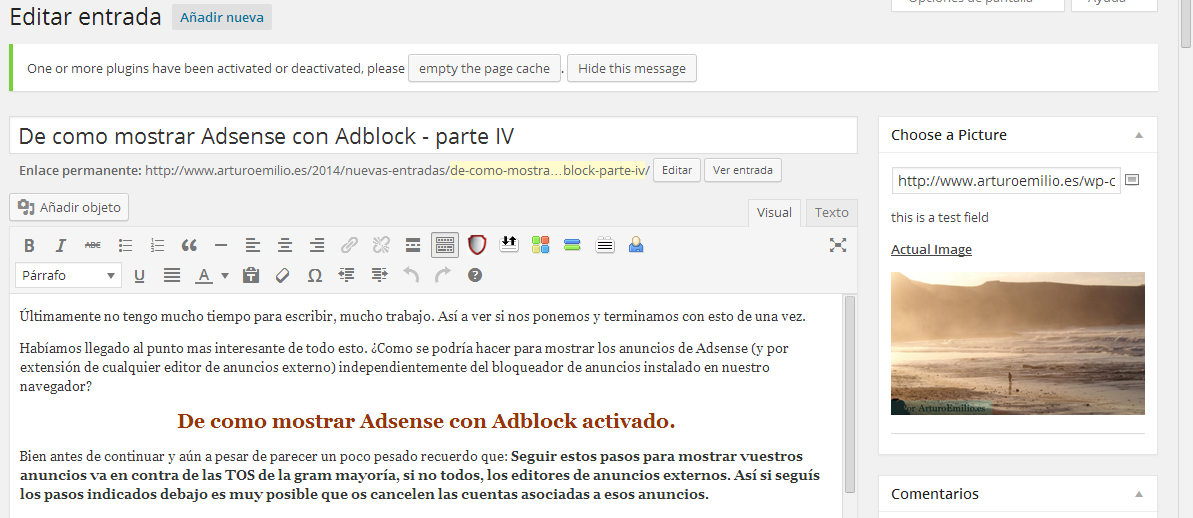 Editar entrada Añadir nueva
Opciones de pantalla Ayuda
One or more plugins have been activated or deactivated, please empty the page cache. Hide this message
De como mostrar Adsense con Adblock - parte IV
Enlace permanente: http://www.arturoemilio.es/2014/nuevas-entradas/de-como-mostra…block-parte-iv/ Editar Ver entrada
Añadir objeto
Visual Texto
B I ABC
Párrafo U A Ω
Últimamente no tengo mucho tiempo para escribir, mucho trabajo. Así a ver si nos ponemos y terminamos con esto de una vez.
Habíamos llegado al punto mas interesante de todo esto. ¿Como se podría hacer para mostrar los anuncios de Adsense (y por
extensión de cualquier editor de anuncios externo) independientemente del bloqueador de anuncios instalado en nuestro
navegador?
De como mostrar Adsense con Adblock activado.
Bien antes de continuar y aún a pesar de parecer un poco pesado recuerdo que: Seguir estos pasos para mostrar vuestros
anuncios va en contra de las TOS de la gram mayoría, si no todos, los editores de anuncios externos. Así si seguís
los pasos indicados debajo es muy posible que os cancelen las cuentas asociadas a esos anuncios.
Choose a Picture
http://www.arturoemilio.es/wp-c
this is a test field
Actual Image
por ArturoEmilio.es
Comentarios